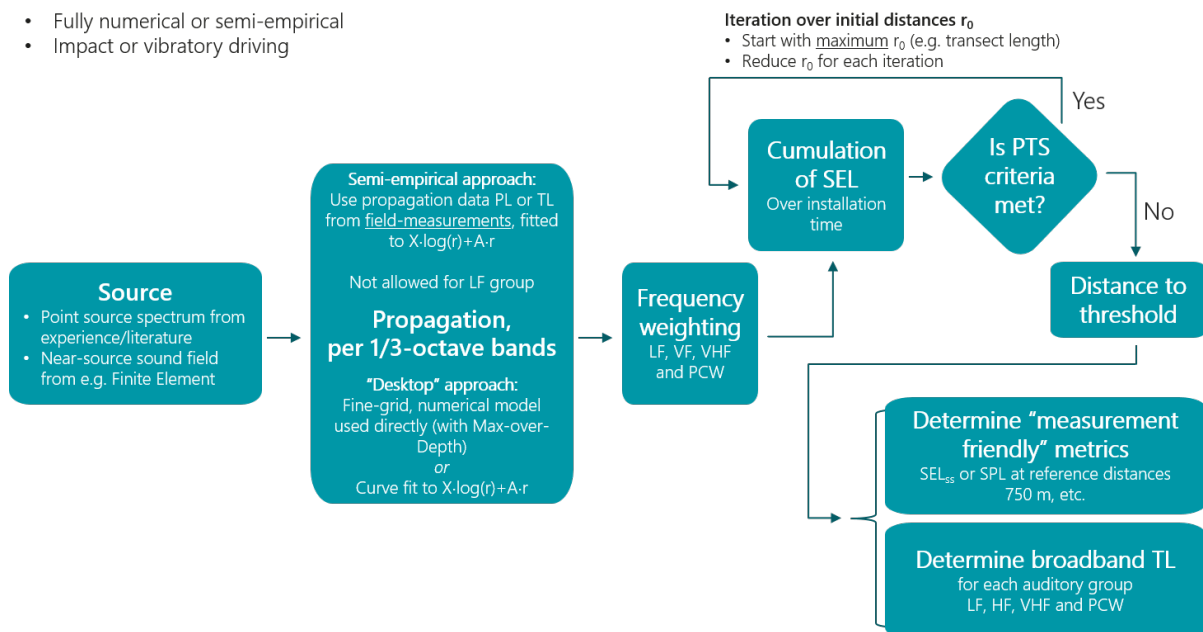 • Fully numerical or semi-empirical
• Impact or vibratory driving
Iteration over initial distances r₀
• Start with maximum r₀ (e.g. transect length)
• Reduce r₀ for each iteration
Source
• Point source spectrum from
experience/literature
• Near-source sound field
from e.g. Finite Element
Semi-empirical approach:
Use propagation data PL or TL
from field-measurements, fitted
to X·log(r)+A·r
Not allowed for LF group
Propagation,
per 1/3-octave bands
"Desktop" approach:
Fine-grid, numerical model
used directly (with Max-over-
Depth)
or
Curve fit to X·log(r)+A·r
Frequency
weighting
LF, VF, VHF
and PCW
Cumulation
of SEL
Over installation
time
Is PTS
criteria
met?
Yes
No
Distance to
threshold
Determine "measurement
friendly" metrics
SELss or SPL at reference distances
750 m, etc.
Determine broadband TL
for each auditory group
LF, HF, VHF and PCW